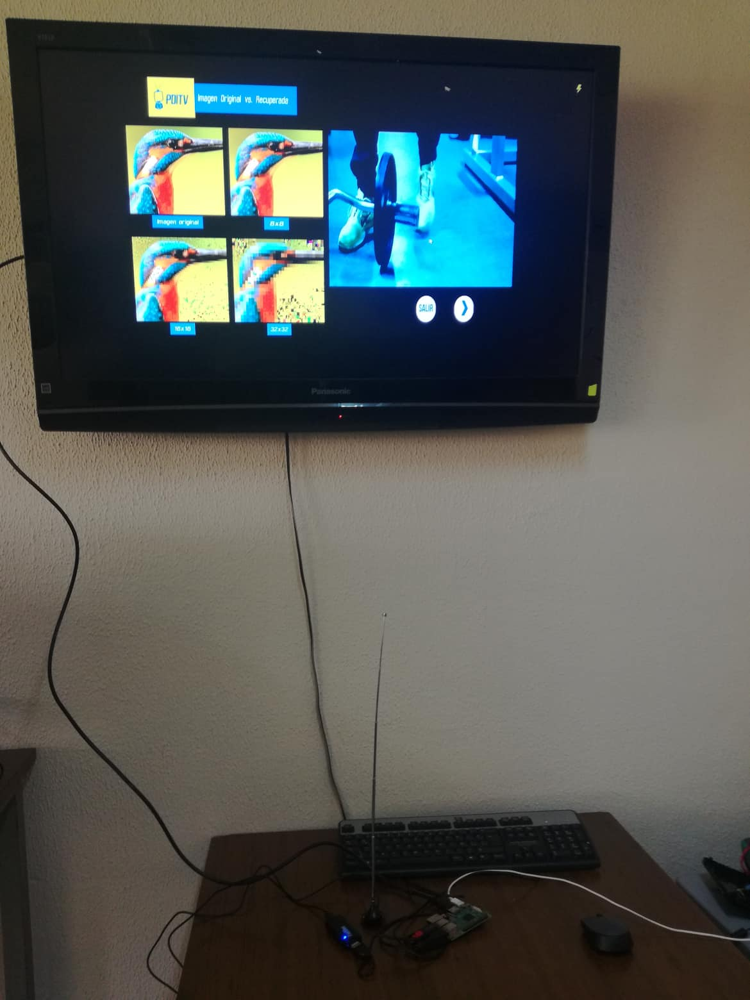 PDITV
Imagen Original vs. Recuperada
Imagen original
8x8
16x16
32x32
SALIR
Panasonic